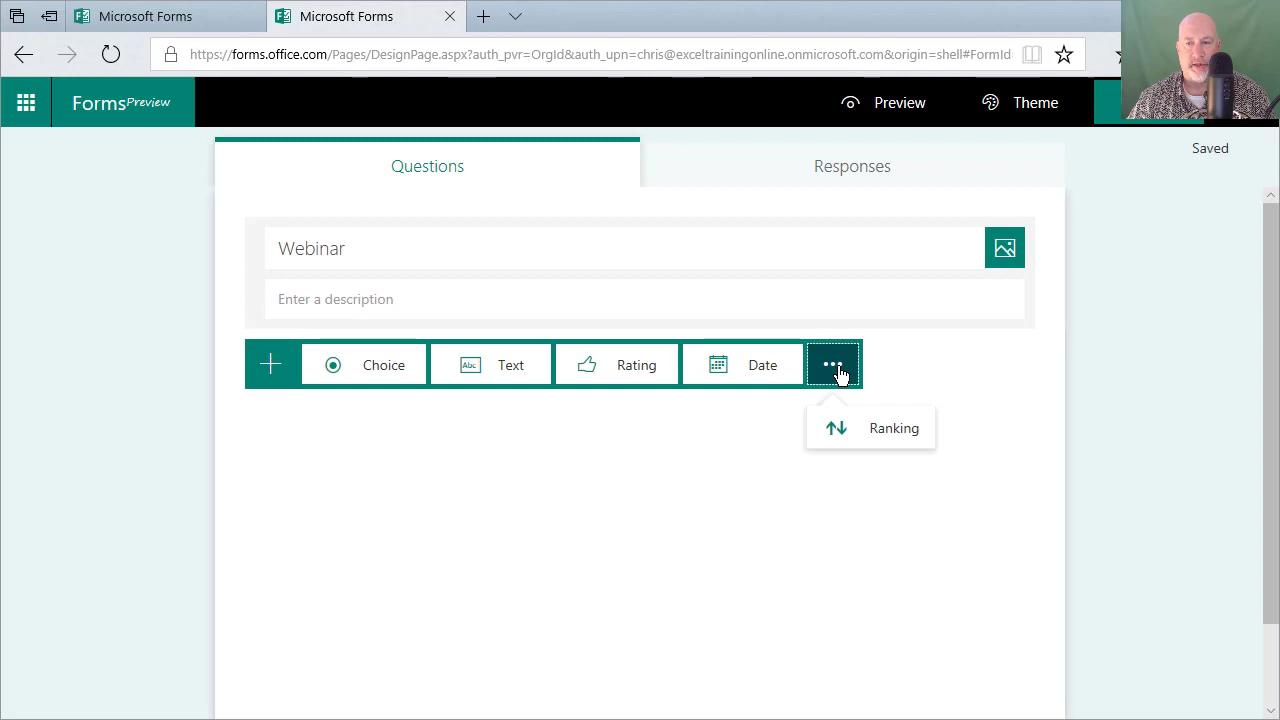 Microsoft Forms
Microsoft Forms
https://forms.office.com/Pages/DesignPage.aspx?auth_pvr=OrgId&auth_upn=chris@exceltrainingonline.onmicrosoft.com&origin=shell#FormId
Forms Preview
Preview
Theme
Saved
Questions
Responses
Webinar
Enter a description
Choice
Abc Text
Rating
Date
Ranking